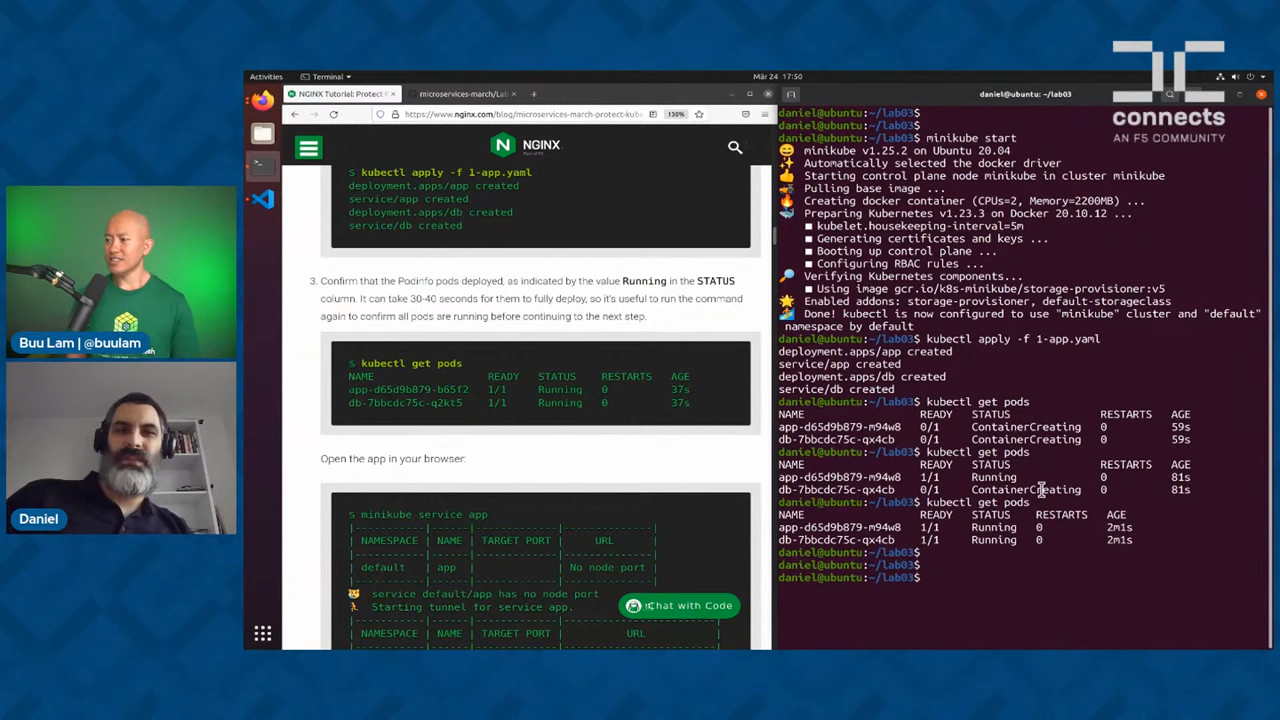 connects
AN F5 COMMUNITY
Activities
Terminal
Mär 24 17:50
NGINX Tutorial: Protect
microservices-march/Lab
https://www.nginx.com/blog/microservices-march-protect-kub
130%
NGINX
$ kubectl apply -f 1-app.yaml
deployment.apps/app created
service/app created
deployment.apps/db created
service/db created
3. Confirm that the Podinfo pods deployed, as indicated by the value Running in the STATUS
column. It can take 30-40 seconds for them to fully deploy, so it's useful to run the command
again to confirm all pods are running before continuing to the next step.
$ kubectl get pods
NAME READY STATUS RESTARTS AGE
app-d65d9b879-b65f2 1/1 Running 0 37s
db-7bbcdc75c-q2kt5 1/1 Running 0 37s
Open the app in your browser:
$ minikube service app
| NAMESPACE | NAME | TARGET PORT | URL |
| default | app | | No node port |
service default/app has no node port
Starting tunnel for service app.
| NAMESPACE | NAME | TARGET PORT | URL |
Chat with Code
daniel@ubuntu: ~/lab03
daniel@ubuntu:~/lab03$
daniel@ubuntu:~/lab03$
daniel@ubuntu:~/lab03$ minikube start
minikube v1.25.2 on Ubuntu 20.04
Automatically selected the docker driver
Starting control plane node minikube in cluster minikube
Pulling base image ...
Creating docker container (CPUs=2, Memory=2200MB) ...
Preparing Kubernetes v1.23.3 on Docker 20.10.12 ...
■ kubelet.housekeeping-interval=5m
■ Generating certificates and keys ...
■ Booting up control plane ...
■ Configuring RBAC rules ...
Verifying Kubernetes components...
■ Using image gcr.io/k8s-minikube/storage-provisioner:v5
Enabled addons: storage-provisioner, default-storageclass
Done! kubectl is now configured to use "minikube" cluster and "default"
namespace by default
daniel@ubuntu:~/lab03$ kubectl apply -f 1-app.yaml
deployment.apps/app created
service/app created
deployment.apps/db created
service/db created
daniel@ubuntu:~/lab03$ kubectl get pods
NAME READY STATUS RESTARTS AGE
app-d65d9b879-m94w8 0/1 ContainerCreating 0 59s
db-7bbcdc75c-qx4cb 0/1 ContainerCreating 0 59s
daniel@ubuntu:~/lab03$ kubectl get pods
NAME READY STATUS RESTARTS AGE
app-d65d9b879-m94w8 1/1 Running 0 81s
db-7bbcdc75c-qx4cb 0/1 ContainerCreating 0 81s
daniel@ubuntu:~/lab03$ kubectl get pods
NAME READY STATUS RESTARTS AGE
app-d65d9b879-m94w8 1/1 Running 0 2m1s
db-7bbcdc75c-qx4cb 1/1 Running 0 2m1s
daniel@ubuntu:~/lab03$
daniel@ubuntu:~/lab03$
daniel@ubuntu:~/lab03$
Buu Lam | @buulam
Daniel